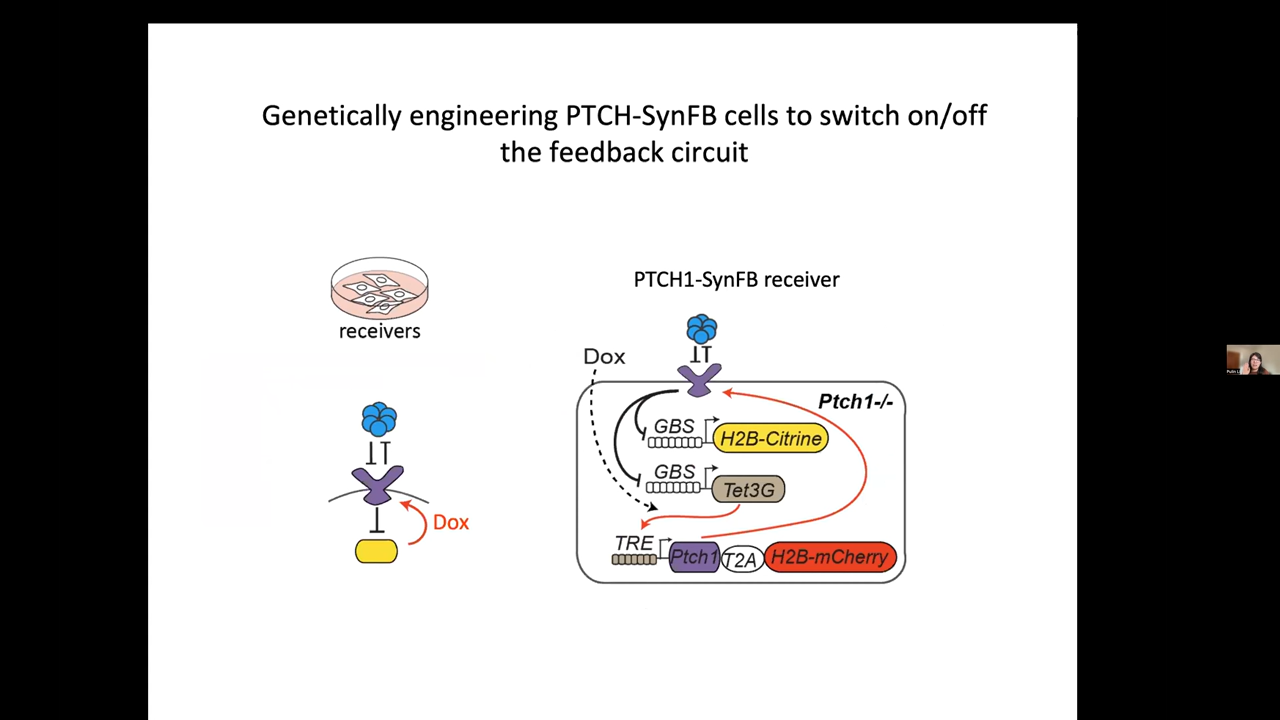 Genetically engineering PTCH-SynFB cells to switch on/off
the feedback circuit
receivers
Dox
PTCH1-SynFB receiver
Dox
Ptch1-/-
GBS
H2B-Citrine
GBS
Tet3G
TRE
Ptch1
T2A
H2B-mCherry